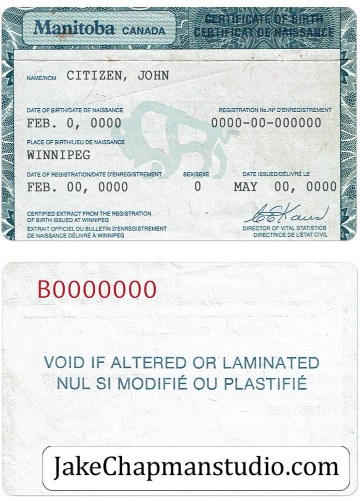 Manitoba CANADA
CERTIFICATE OF BIRTH
CERTIFICAT DE NAISSANCE
NAME/NOM CITIZEN, JOHN
DATE OF BIRTH/DATE DE NAISSANCE REGISTRATION No./Nº D'ENREGISTREMENT
FEB. 0, 0000 0000-00-000000
PLACE OF BIRTH/LIEU DE NAISSANCE
WINNIPEG
DATE OF REGISTRATION/DATE D'ENREGISTREMENT SEX/SEXE DATE ISSUED/DÉLIVRÉ LE
FEB. 00, 0000 0 MAY 00, 0000
CERTIFIED EXTRACT FROM THE REGISTRATION
OF BIRTH ISSUED AT WINNIPEG
EXTRAIT OFFICIEL DU BULLETIN D'ENREGISTREMENT
DE NAISSANCE DÉLIVRÉ À WINNIPEG
DIRECTOR OF VITAL STATISTICS
DIRECTRICE DE L'ÉTAT CIVIL
B0000000
VOID IF ALTERED OR LAMINATED
NUL SI MODIFIÉ OU PLASTIFIÉ
JakeChapmanstudio.com